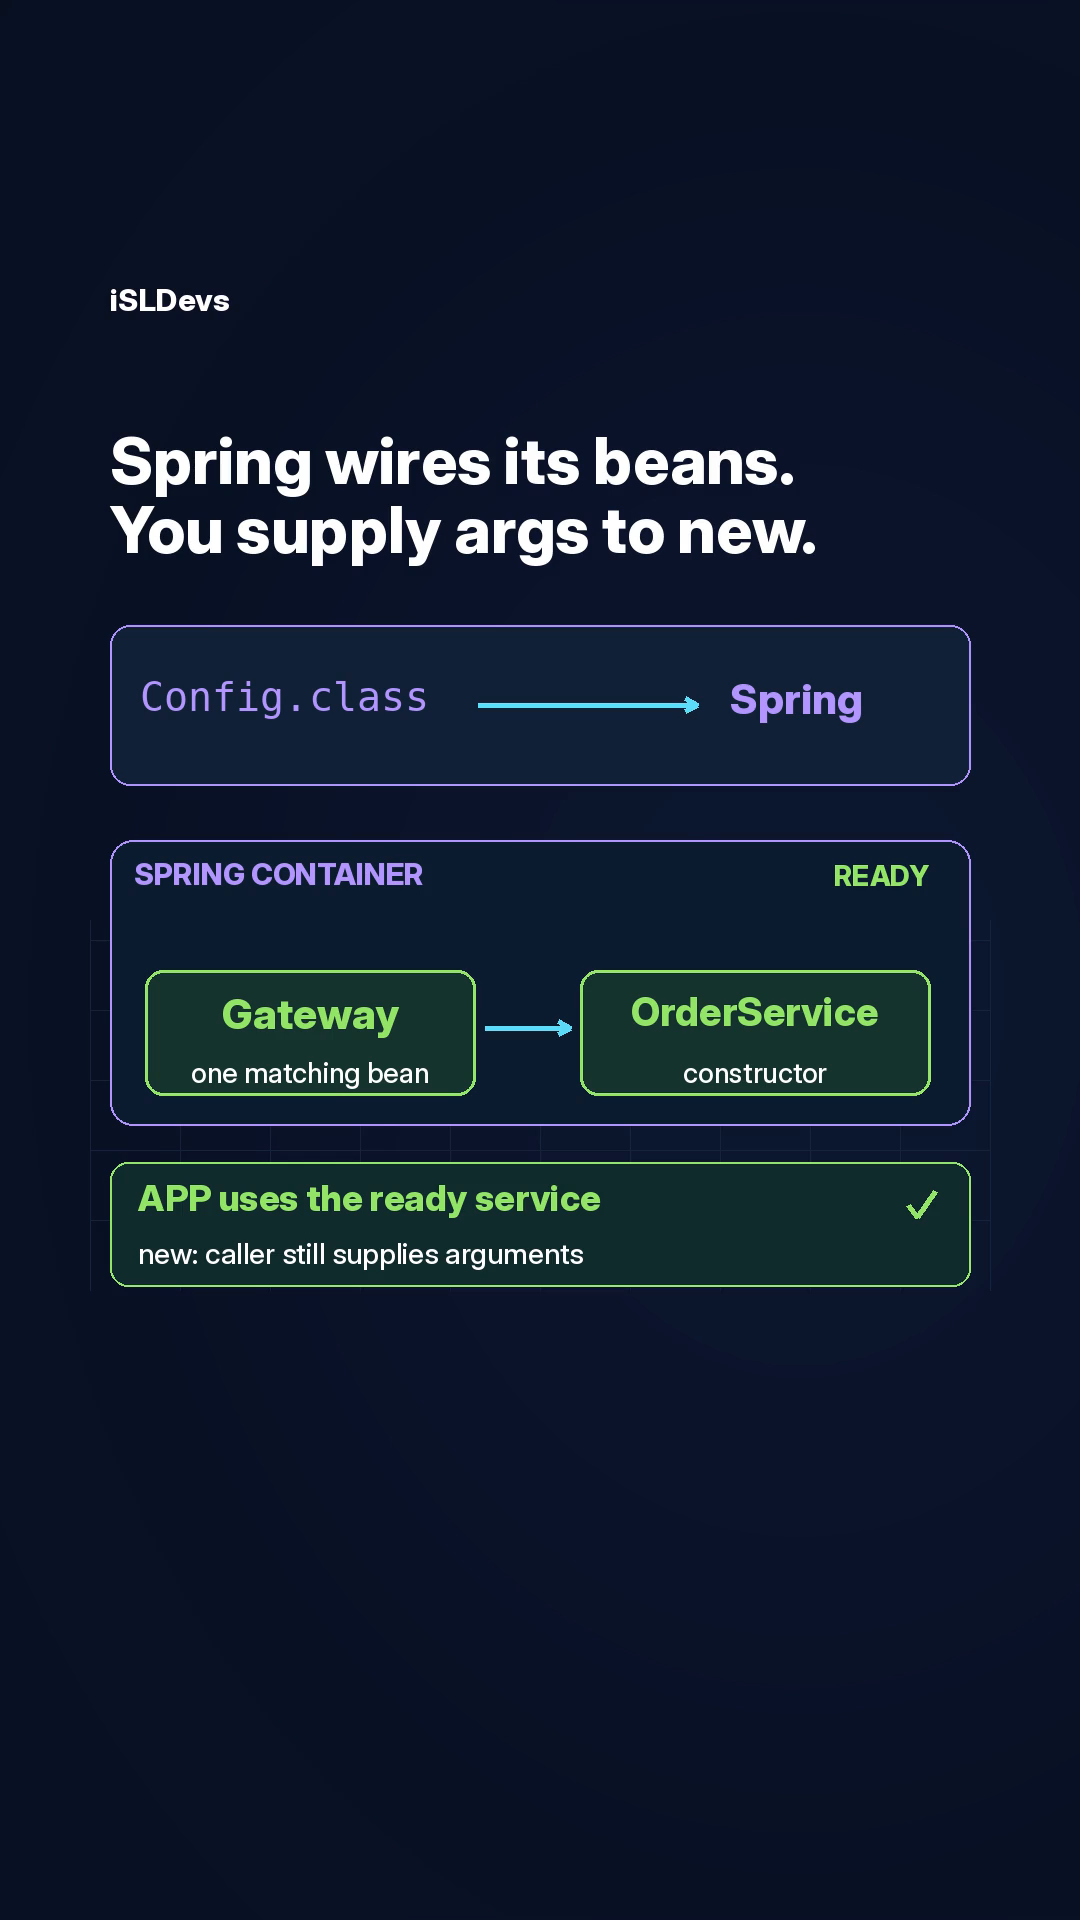 iSLDevs
Spring wires its beans.
You supply args to new.
Config.class
Spring
SPRING CONTAINER
READY
Gateway
one matching bean
OrderService
constructor
APP uses the ready service
new: caller still supplies arguments